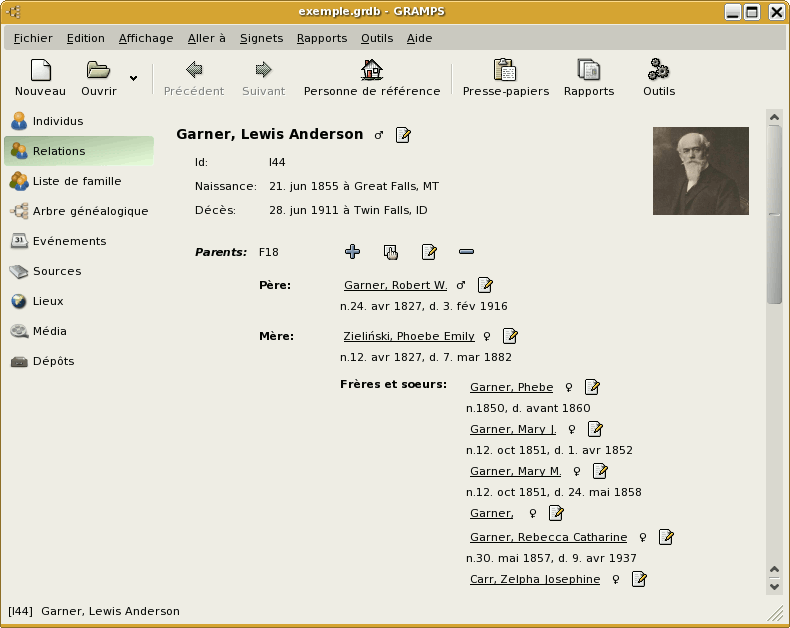 exemple.grdb - GRAMPS
Fichier Edition Affichage Aller à Signets Rapports Outils Aide
Nouveau Ouvrir Précédent Suivant Personne de référence Presse-papiers Rapports Outils
Individus
Relations
Liste de famille
Arbre généalogique
31 Evénements
Sources
Lieux
Média
Dépôts
Garner, Lewis Anderson ♂
Id: I44
Naissance: 21. jun 1855 à Great Falls, MT
Décès: 28. jun 1911 à Twin Falls, ID
Parents: F18
Père: Garner, Robert W. ♂
n.24. avr 1827, d. 3. fév 1916
Mère: Zieliński, Phoebe Emily ♀
n.12. avr 1827, d. 7. mar 1882
Frères et sœurs: Garner, Phebe ♀
n.1850, d. avant 1860
Garner, Mary J. ♀
n.12. oct 1851, d. 1. avr 1852
Garner, Mary M. ♀
n.12. oct 1851, d. 24. mai 1858
Garner, ♀
Garner, Rebecca Catharine ♀
n.30. mai 1857, d. 9. avr 1937
Carr, Zelpha Josephine ♀
[I44] Garner, Lewis Anderson